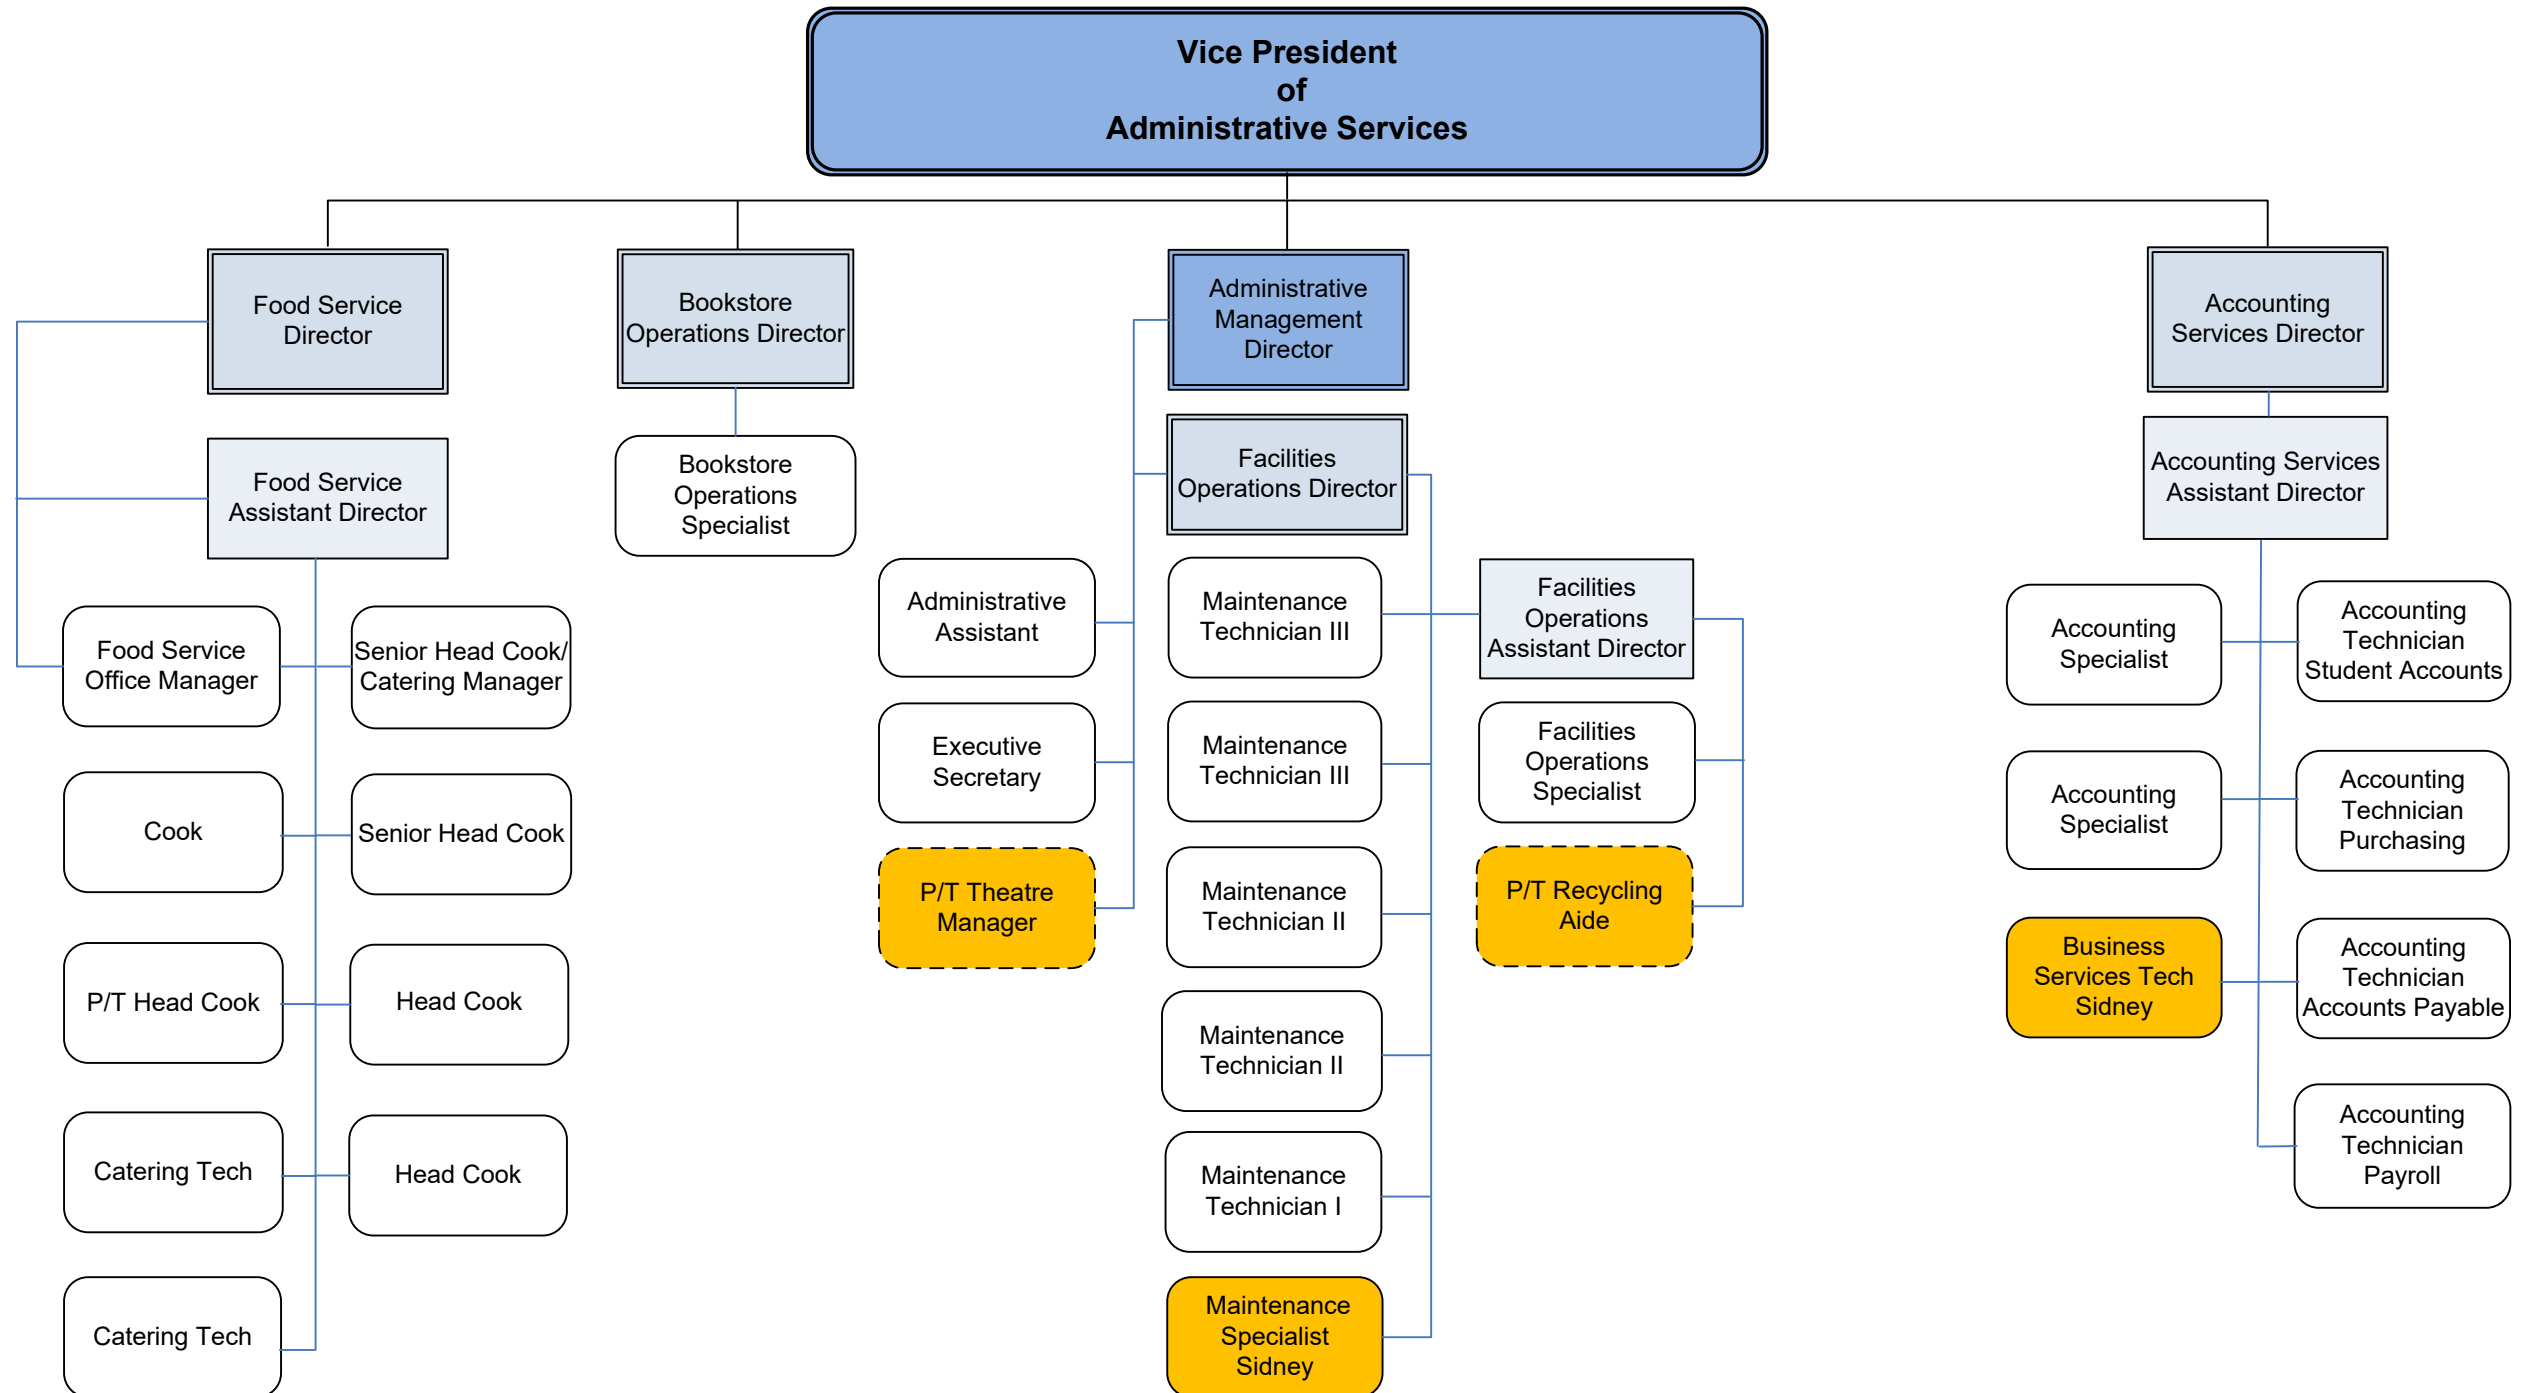 Vice President
of
Administrative Services
Food Service
Director
Bookstore
Operations Director
Administrative
Management
Director
Accounting
Services Director
Food Service
Assistant Director
Bookstore
Operations
Specialist
Facilities
Operations Director
Accounting Services
Assistant Director
Food Service
Office Manager
Senior Head Cook/
Catering Manager
Cook
Senior Head Cook
P/T Head Cook
Head Cook
Catering Tech
Head Cook
Catering Tech
Administrative
Assistant
Executive
Secretary
P/T Theatre
Manager
Maintenance
Technician III
Maintenance
Technician III
Maintenance
Technician II
Maintenance
Technician II
Maintenance
Technician I
Maintenance
Specialist
Sidney
Facilities
Operations
Assistant Director
Facilities
Operations
Specialist
P/T Recycling
Aide
Accounting
Specialist
Accounting
Technician
Student Accounts
Accounting
Specialist
Accounting
Technician
Purchasing
Business
Services Tech
Sidney
Accounting
Technician
Accounts Payable
Accounting
Technician
Payroll